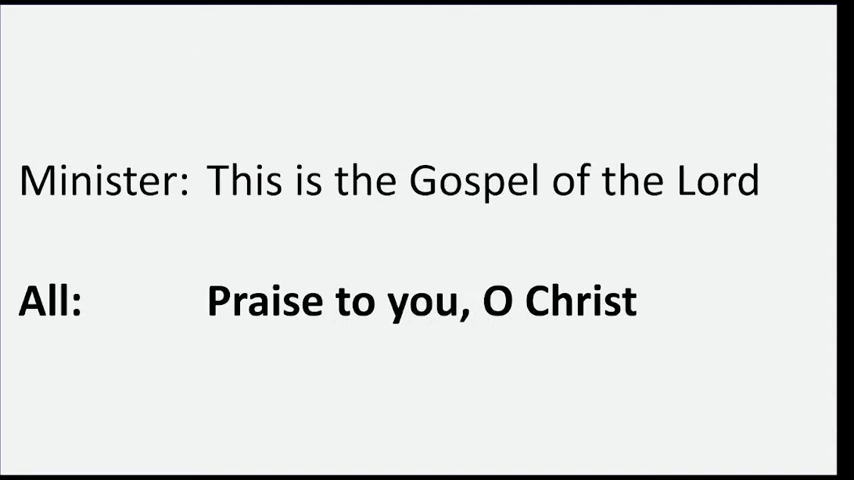 Minister: This is the Gospel of the Lord
All: Praise to you, O Christ